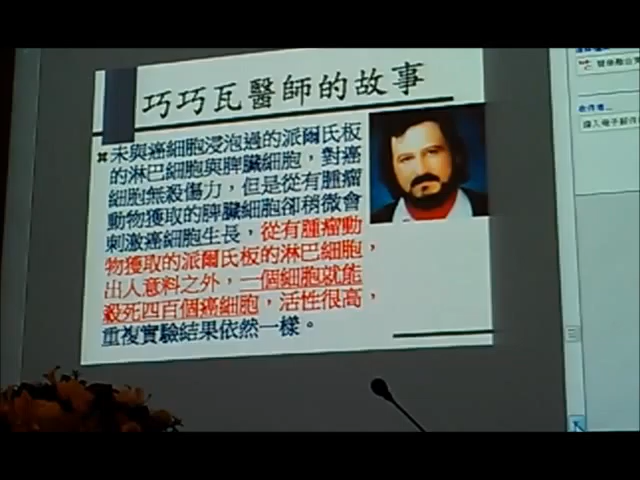 巧巧瓦醫師的故事
未與癌細胞浸泡過的派爾氏板
的淋巴細胞與脾臟細胞，對癌
細胞無殺傷力，但是從有腫瘤
動物獲取的脾臟細胞卻稍微會
刺激癌細胞生長，從有腫瘤動
物獲取的派爾氏板的淋巴細胞，
出人意料之外，一個細胞就能
殺死四百個癌細胞，活性很高，
重複實驗結果依然一樣。